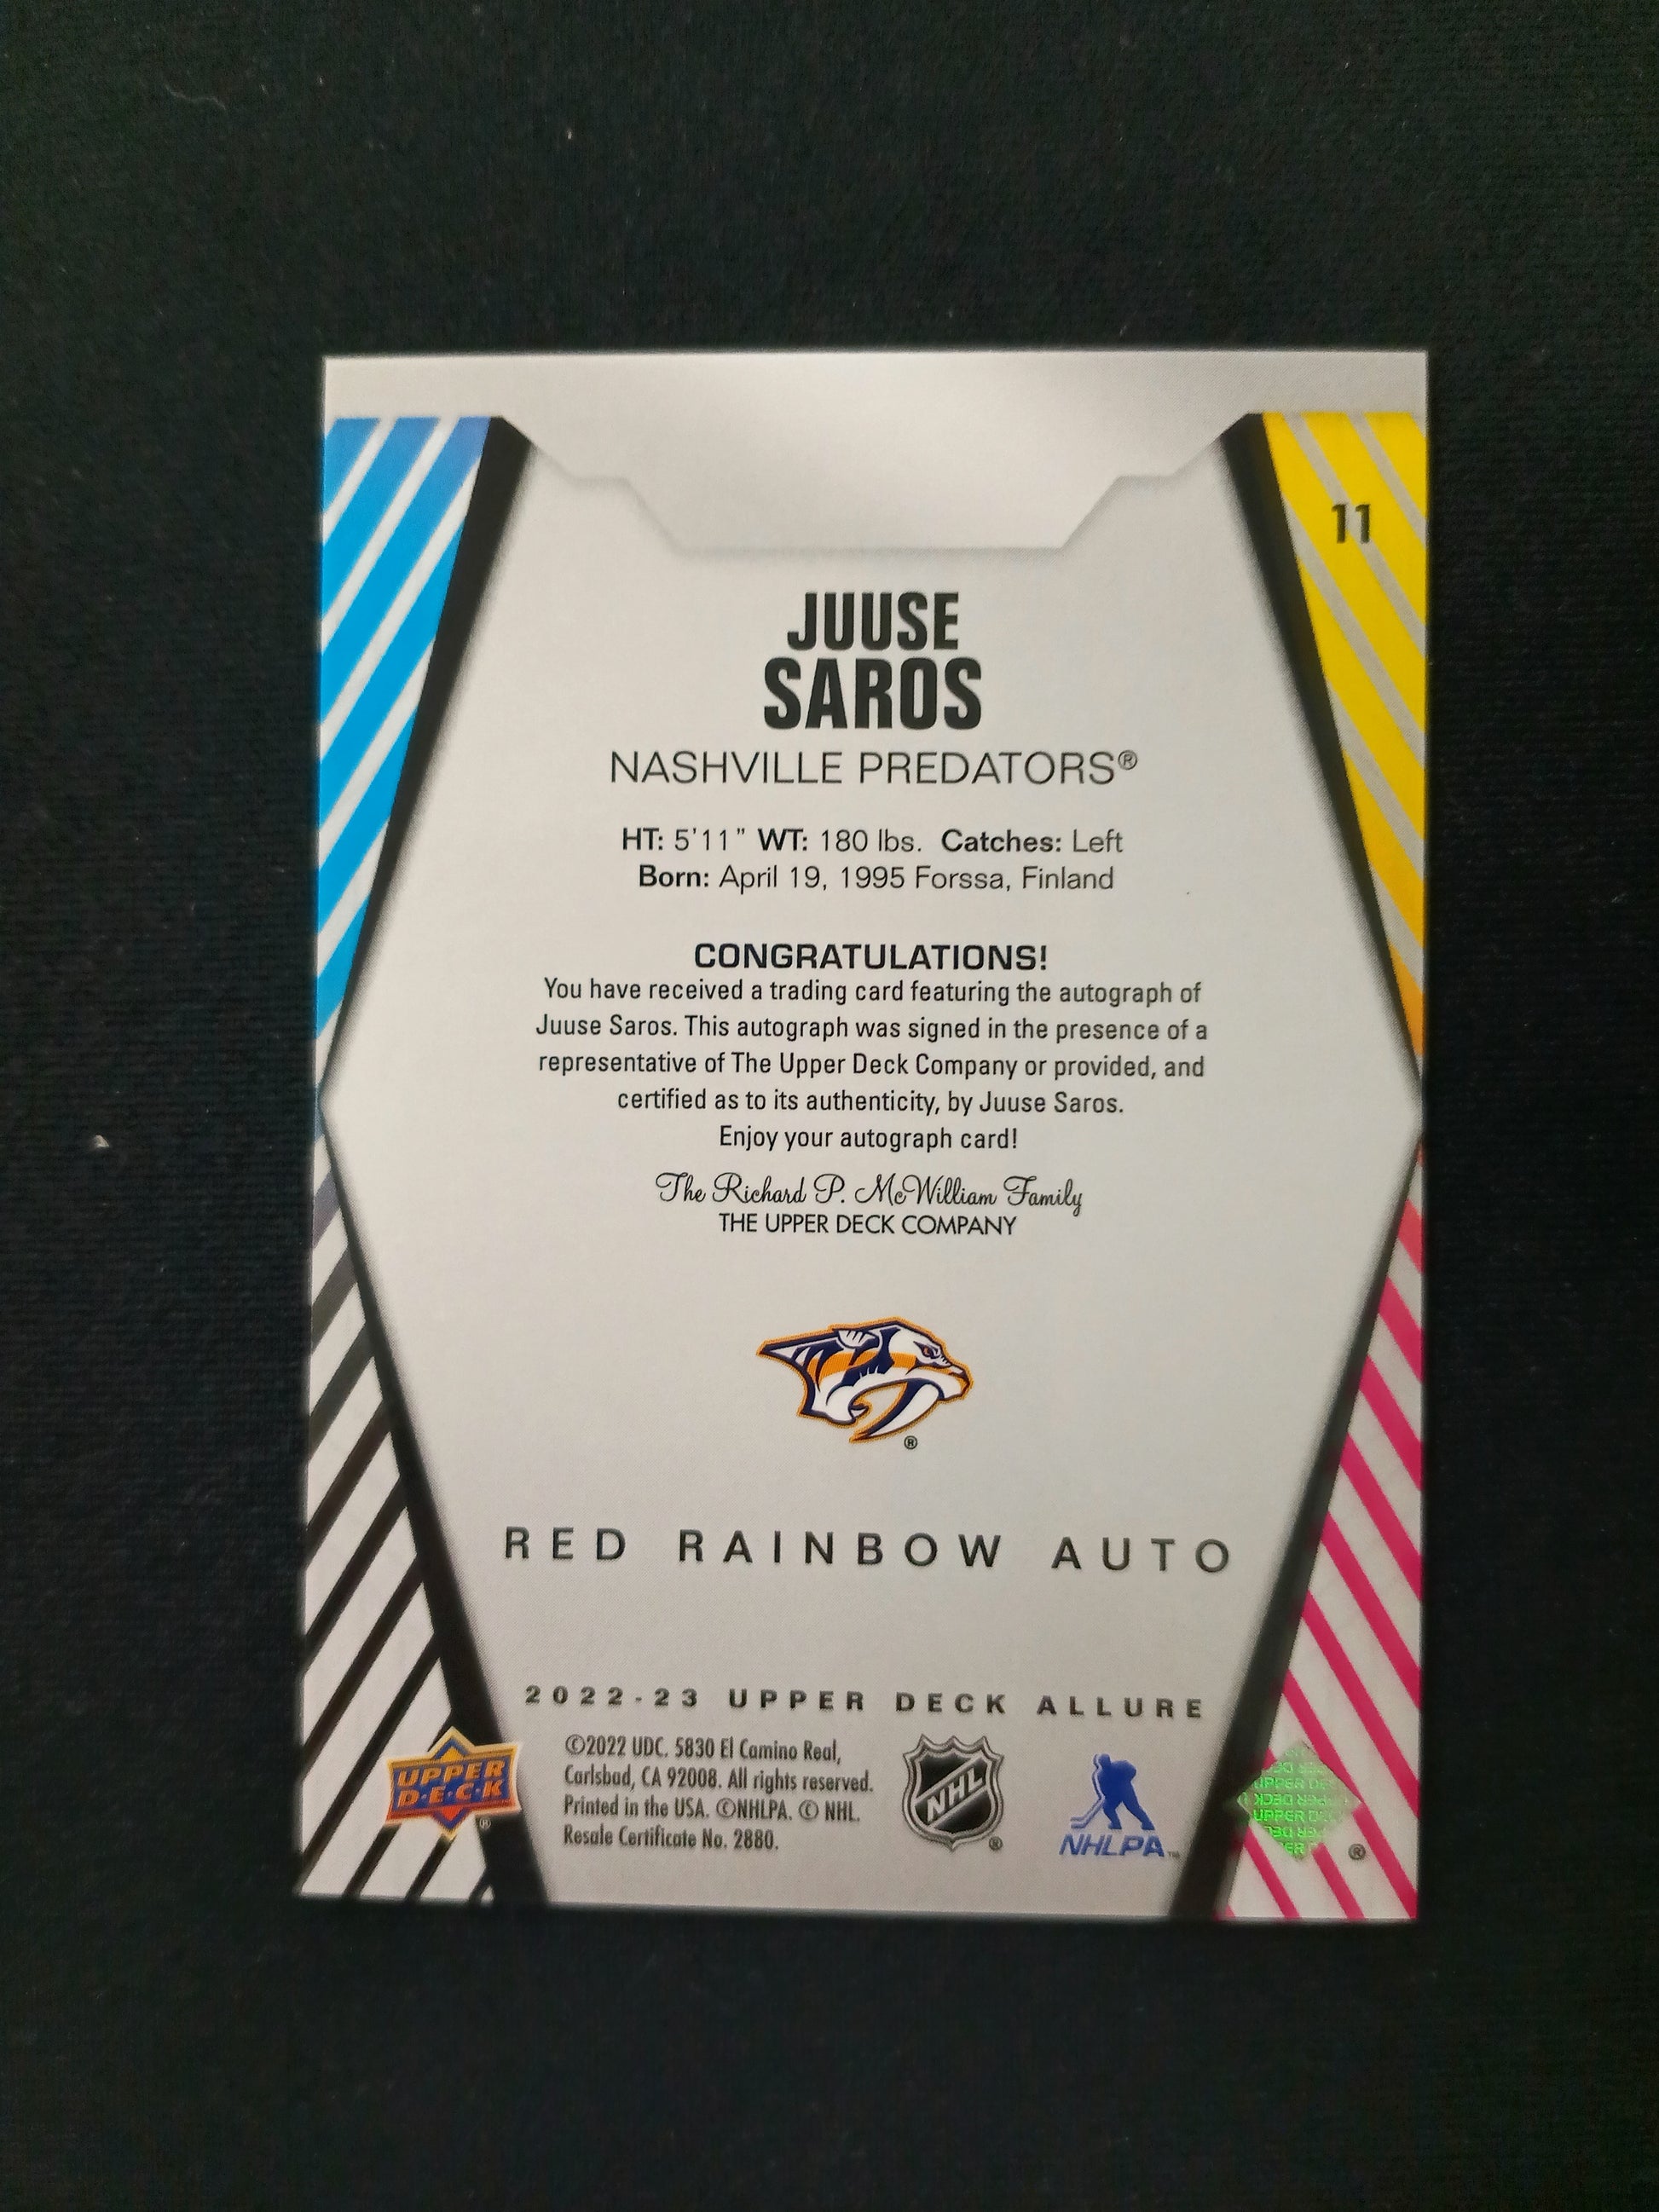 11
JUUSE
SAROS
NASHVILLE PREDATORS®
HT: 5'11" WT: 180 lbs. Catches: Left
Born: April 19, 1995 Forssa, Finland
CONGRATULATIONS!
You have received a trading card featuring the autograph of
Juuse Saros. This autograph was signed in the presence of a
representative of The Upper Deck Company or provided, and
certified as to its authenticity, by Juuse Saros.
Enjoy your autograph card!
The Richard P. McWilliam Family
THE UPPER DECK COMPANY
®
RED RAINBOW AUTO
2022-23 UPPER DECK ALLURE
UPPER
D·E·C·K
®
©2022 UDC. 5830 El Camino Real,
Carlsbad, CA 92008. All rights reserved.
Printed in the USA. ©NHLPA. © NHL.
Resale Certificate No. 2880.
NHL
®
NHLPA™
UPPER DECK
UPPER
®